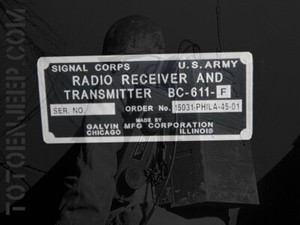 TOTOENJEEP.COM
SIGNAL CORPS U.S. ARMY
RADIO RECEIVER AND
TRANSMITTER BC-611-F
SERIAL NO. ORDER No. 15031-PHILA-45-01
MADE BY
GALVIN MFG CORPORATION
CHICAGO ILLINOIS